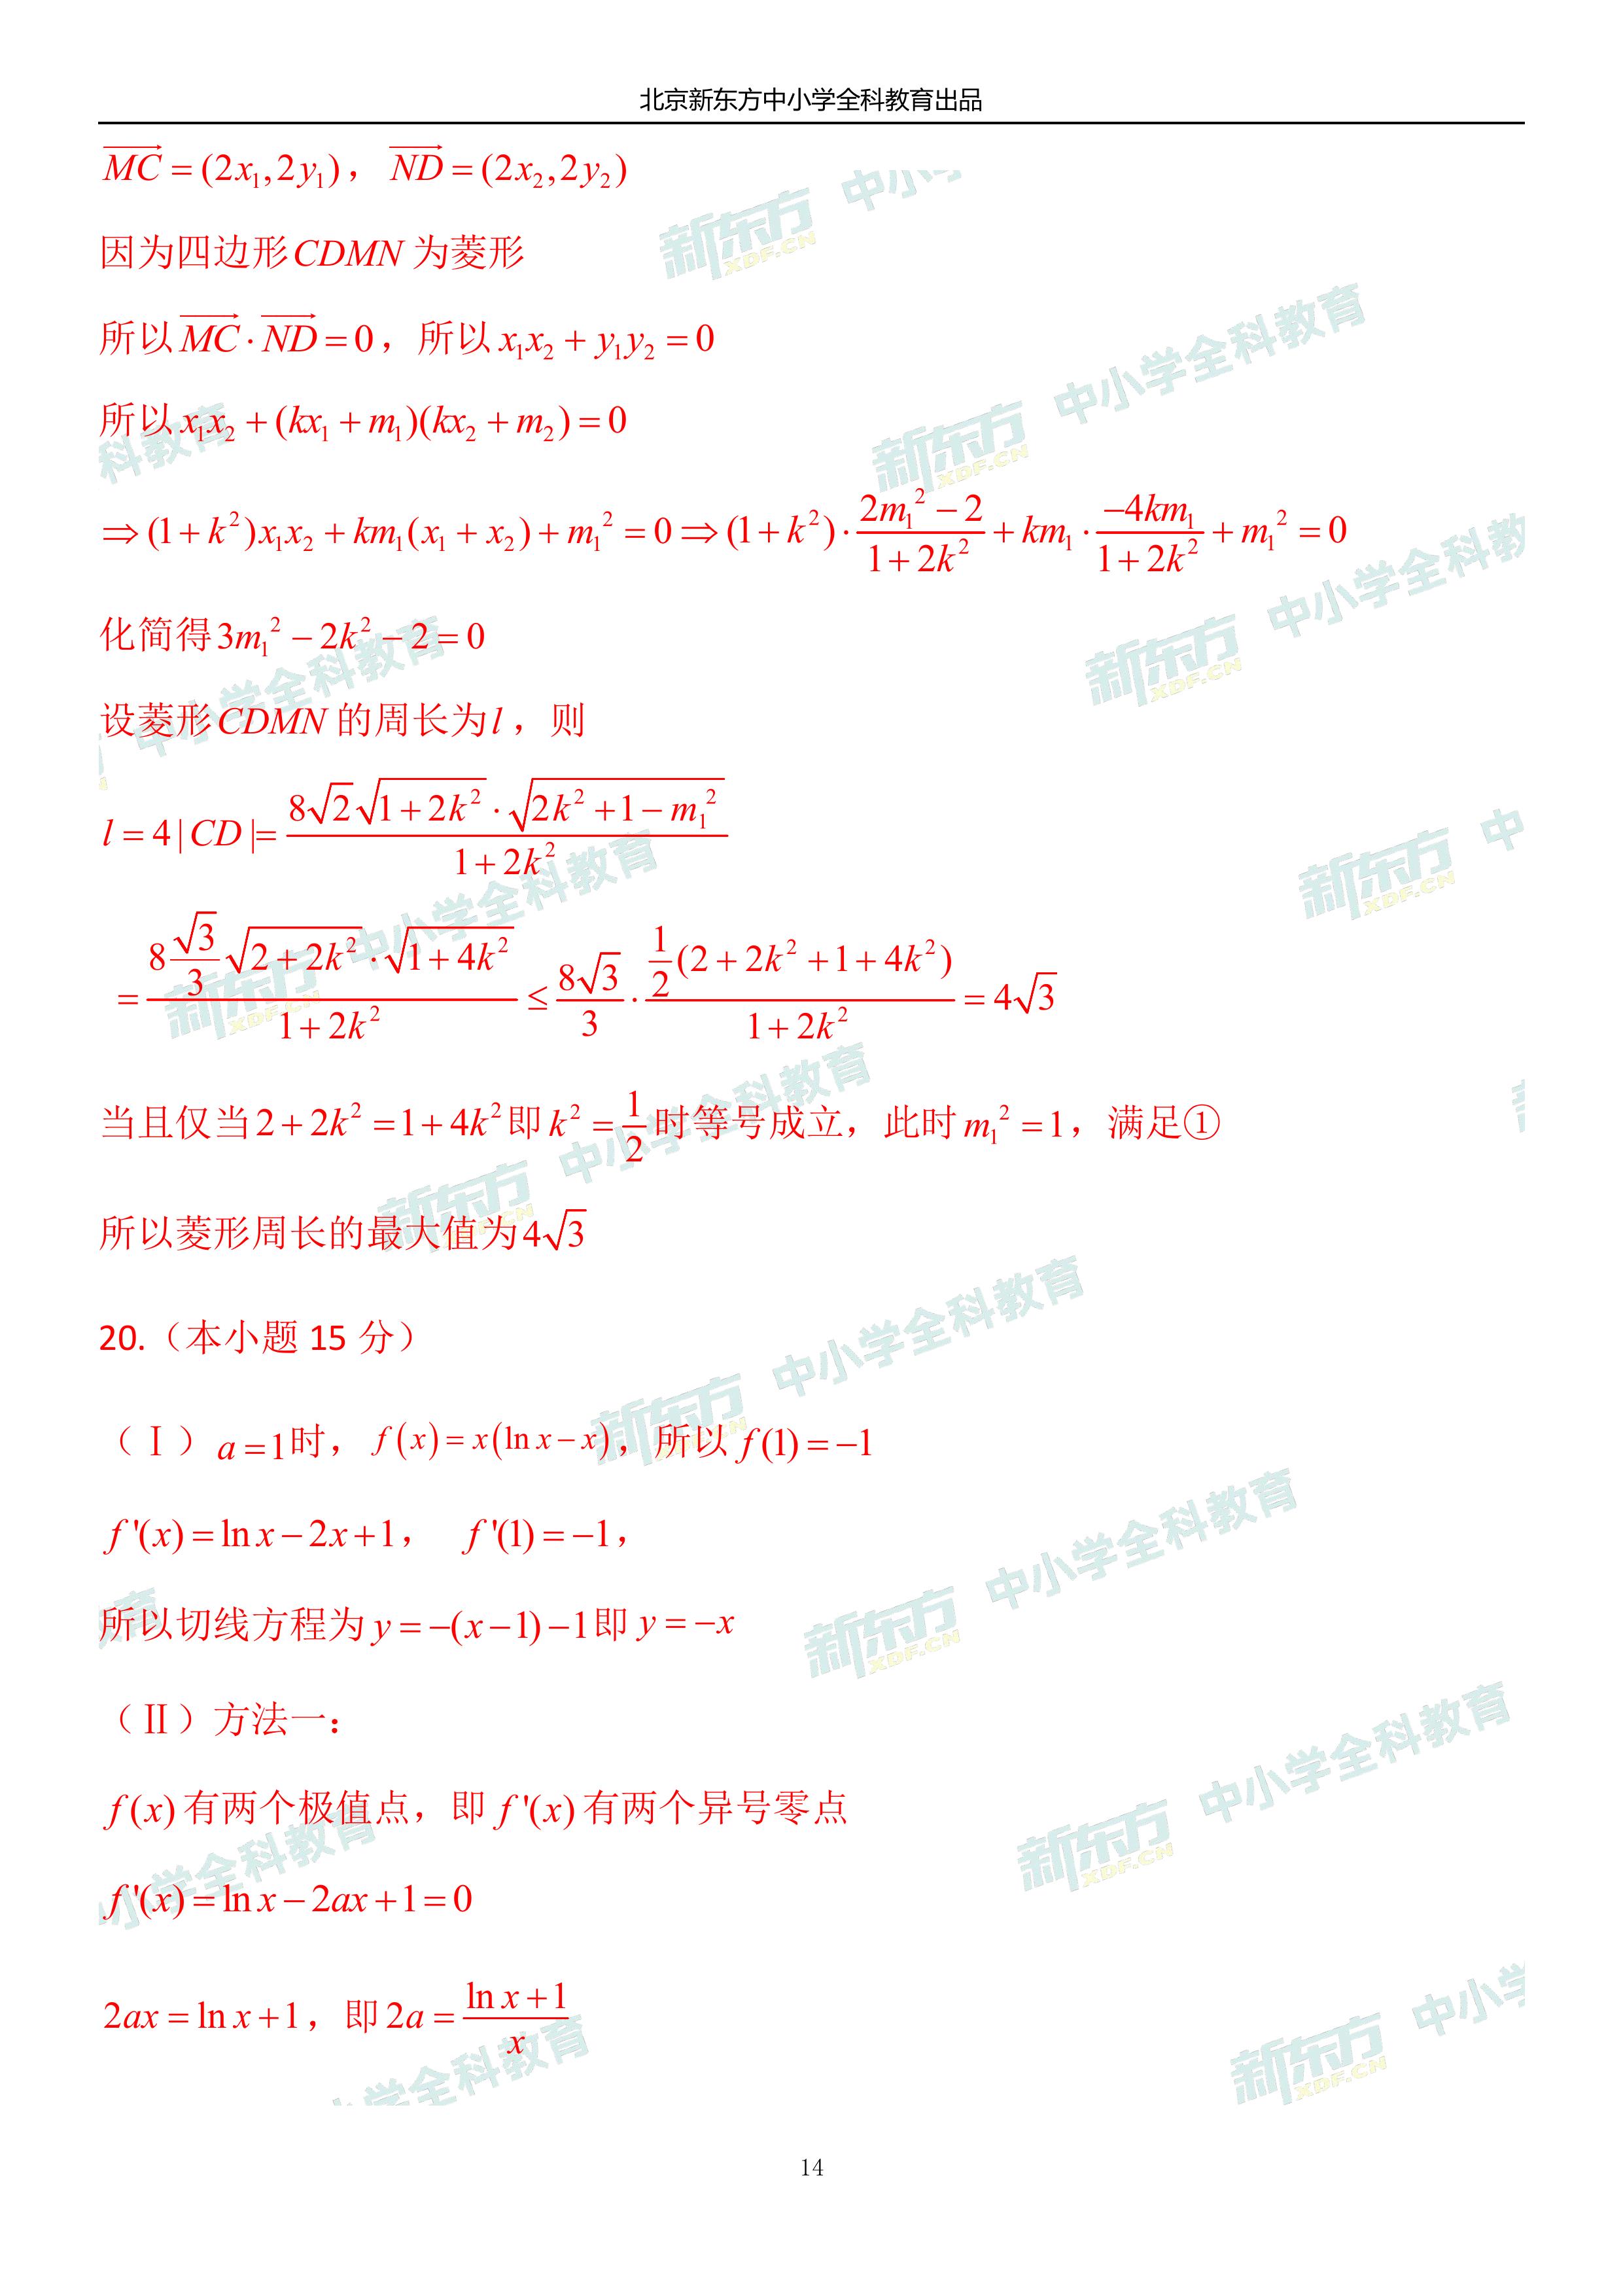 北京新东方中小学全科教育出品
$\overrightarrow{MC}=(2x_1,2y_1)$，$\overrightarrow{ND}=(2x_2,2y_2)$
因为四边形$CDMN$为菱形
所以$\overrightarrow{MC}\cdot\overrightarrow{ND}=0$，所以$x_1x_2+y_1y_2=0$
所以$x_1x_2+(kx_1+m_1)(kx_2+m_2)=0$
$\Rightarrow(1+k^2)x_1x_2+km_1(x_1+x_2)+m_1^2=0\Rightarrow(1+k^2)\cdot\frac{2m_1^2-2}{1+2k^2}+km_1\cdot\frac{-4km_1}{1+2k^2}+m_1^2=0$
化简得$3m_1^2-2k^2-2=0$
设菱形$CDMN$的周长为$l$，则
$l=4|CD|=\frac{8\sqrt{2}\sqrt{1+2k^2}\cdot\sqrt{2k^2+1-m_1^2}}{1+2k^2}$
$=\frac{8\frac{\sqrt{3}}{3}\sqrt{2+2k^2}\cdot\sqrt{1+4k^2}}{1+2k^2}\leq\frac{8\sqrt{3}}{3}\cdot\frac{\frac{1}{2}(2+2k^2+1+4k^2)}{1+2k^2}=4\sqrt{3}$
当且仅当$2+2k^2=1+4k^2$即$k^2=\frac{1}{2}$时等号成立，此时$m_1^2=1$，满足①
所以菱形周长的最大值为$4\sqrt{3}$
20.（本小题 15 分）
（Ⅰ）$a=1$时，$f(x)=x(\ln x-x)$，所以$f(1)=-1$
$f'(x)=\ln x-2x+1$， $f'(1)=-1$，
所以切线方程为$y=-(x-1)-1$即$y=-x$
（Ⅱ）方法一：
$f(x)$有两个极值点，即$f'(x)$有两个异号零点
$f'(x)=\ln x-2ax+1=0$
$2ax=\ln x+1$，即$2a=\frac{\ln x+1}{x}$
14
新东方 XDF.CN 中小学全科教育